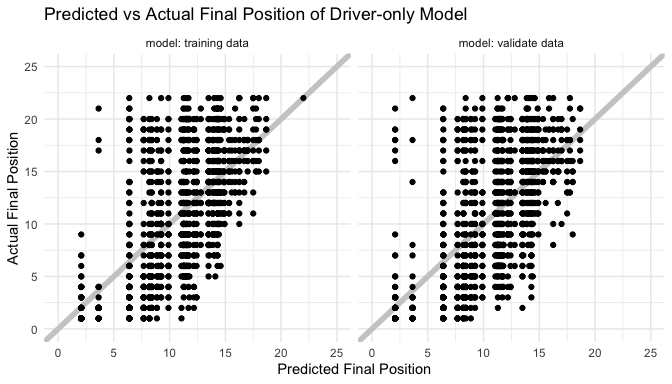 Predicted vs Actual Final Position of Driver-only Model
model: training data
model: validate data
Actual Final Position
25
20
15
10
5
0
0 5 10 15 20 25
0 5 10 15 20 25
Predicted Final Position